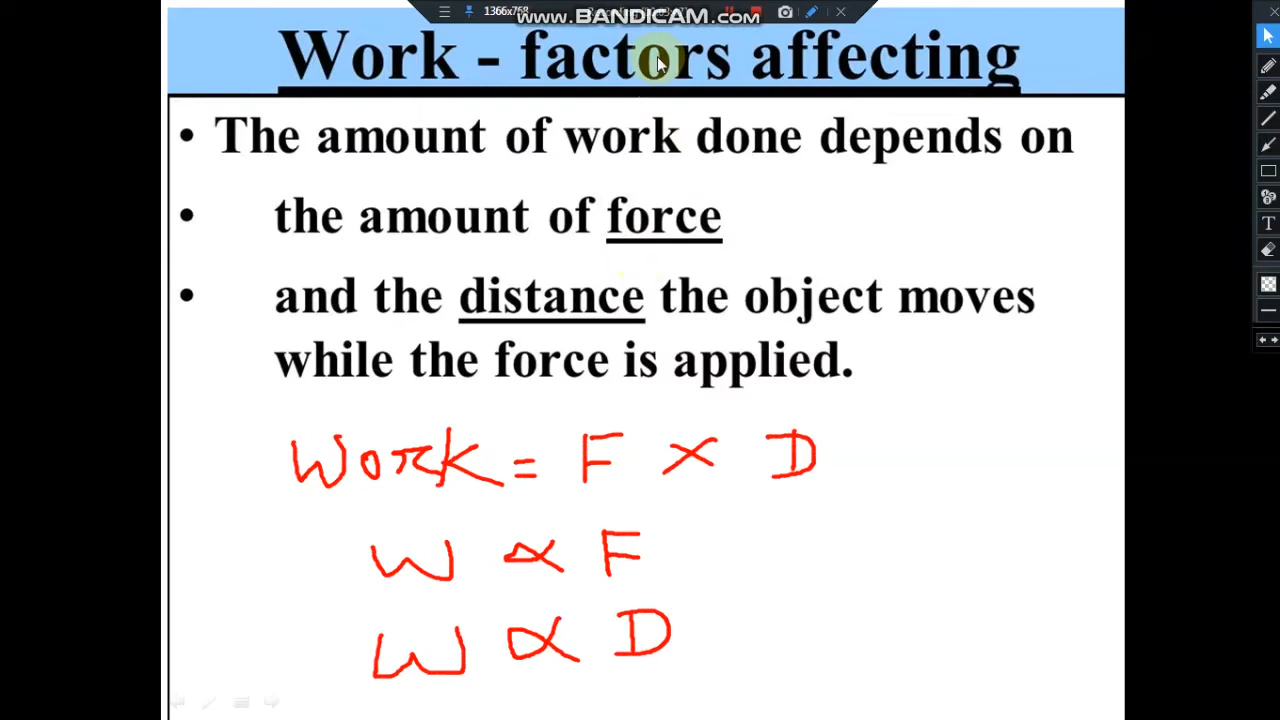 1366x768
www.BANDICAM.com
Work - factors affecting
• The amount of work done depends on
• the amount of force
• and the distance the object moves
while the force is applied.
Work = F × D
W ∝ F
W ∝ D